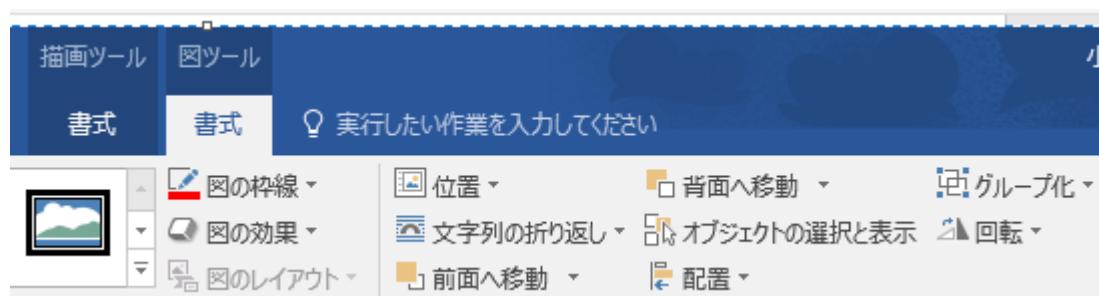 描画ツール 図ツール
書式 書式 実行したい作業を入力してください
図の枠線 位置 背面へ移動 グループ化
図の効果 文字列の折り返し オブジェクトの選択と表示 回転
図のレイアウト 前面へ移動 配置